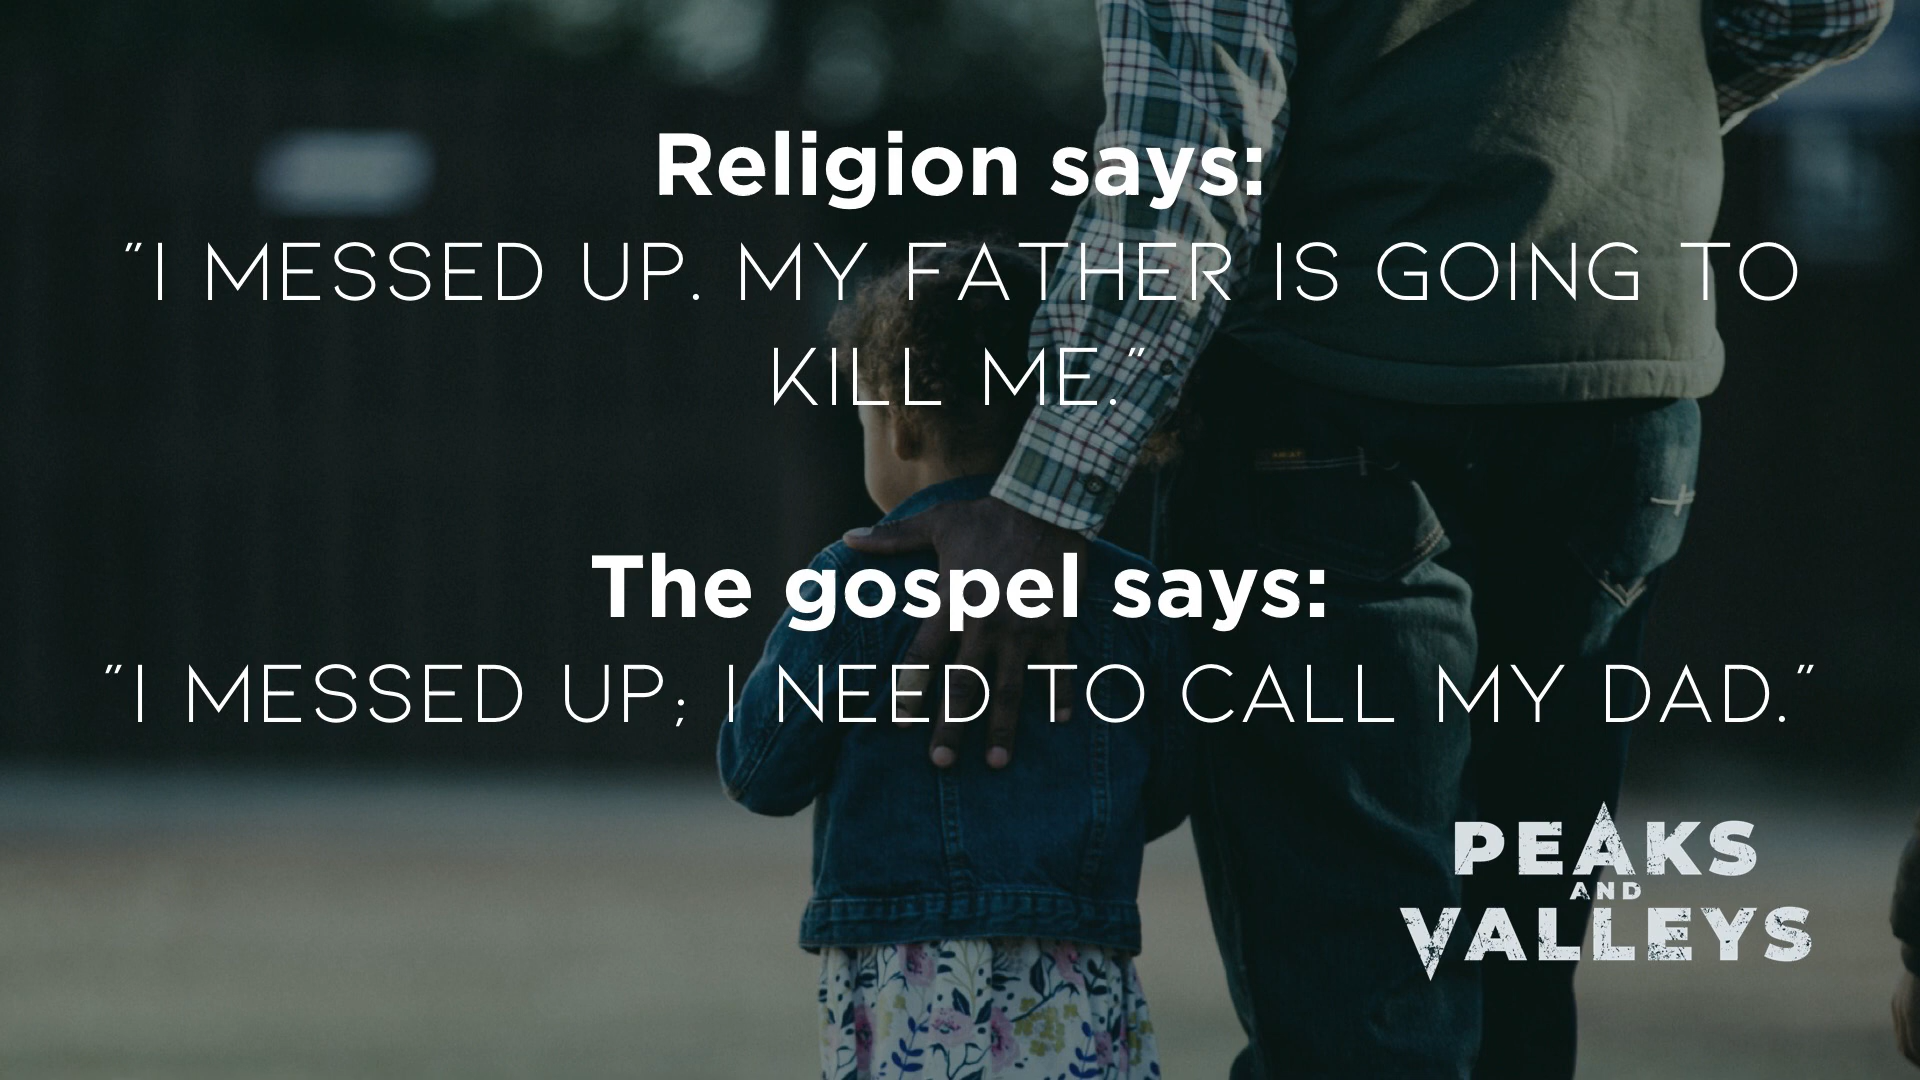 Religion says:
"I MESSED UP. MY FATHER IS GOING TO
KILL ME."
The gospel says:
"I MESSED UP; I NEED TO CALL MY DAD."
PEAKS
AND
VALLEYS